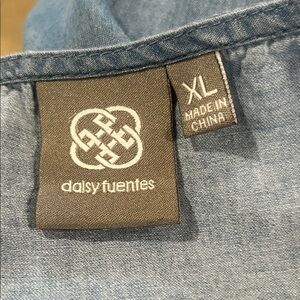 daisy fuentes
XL
MADE IN
CHINA